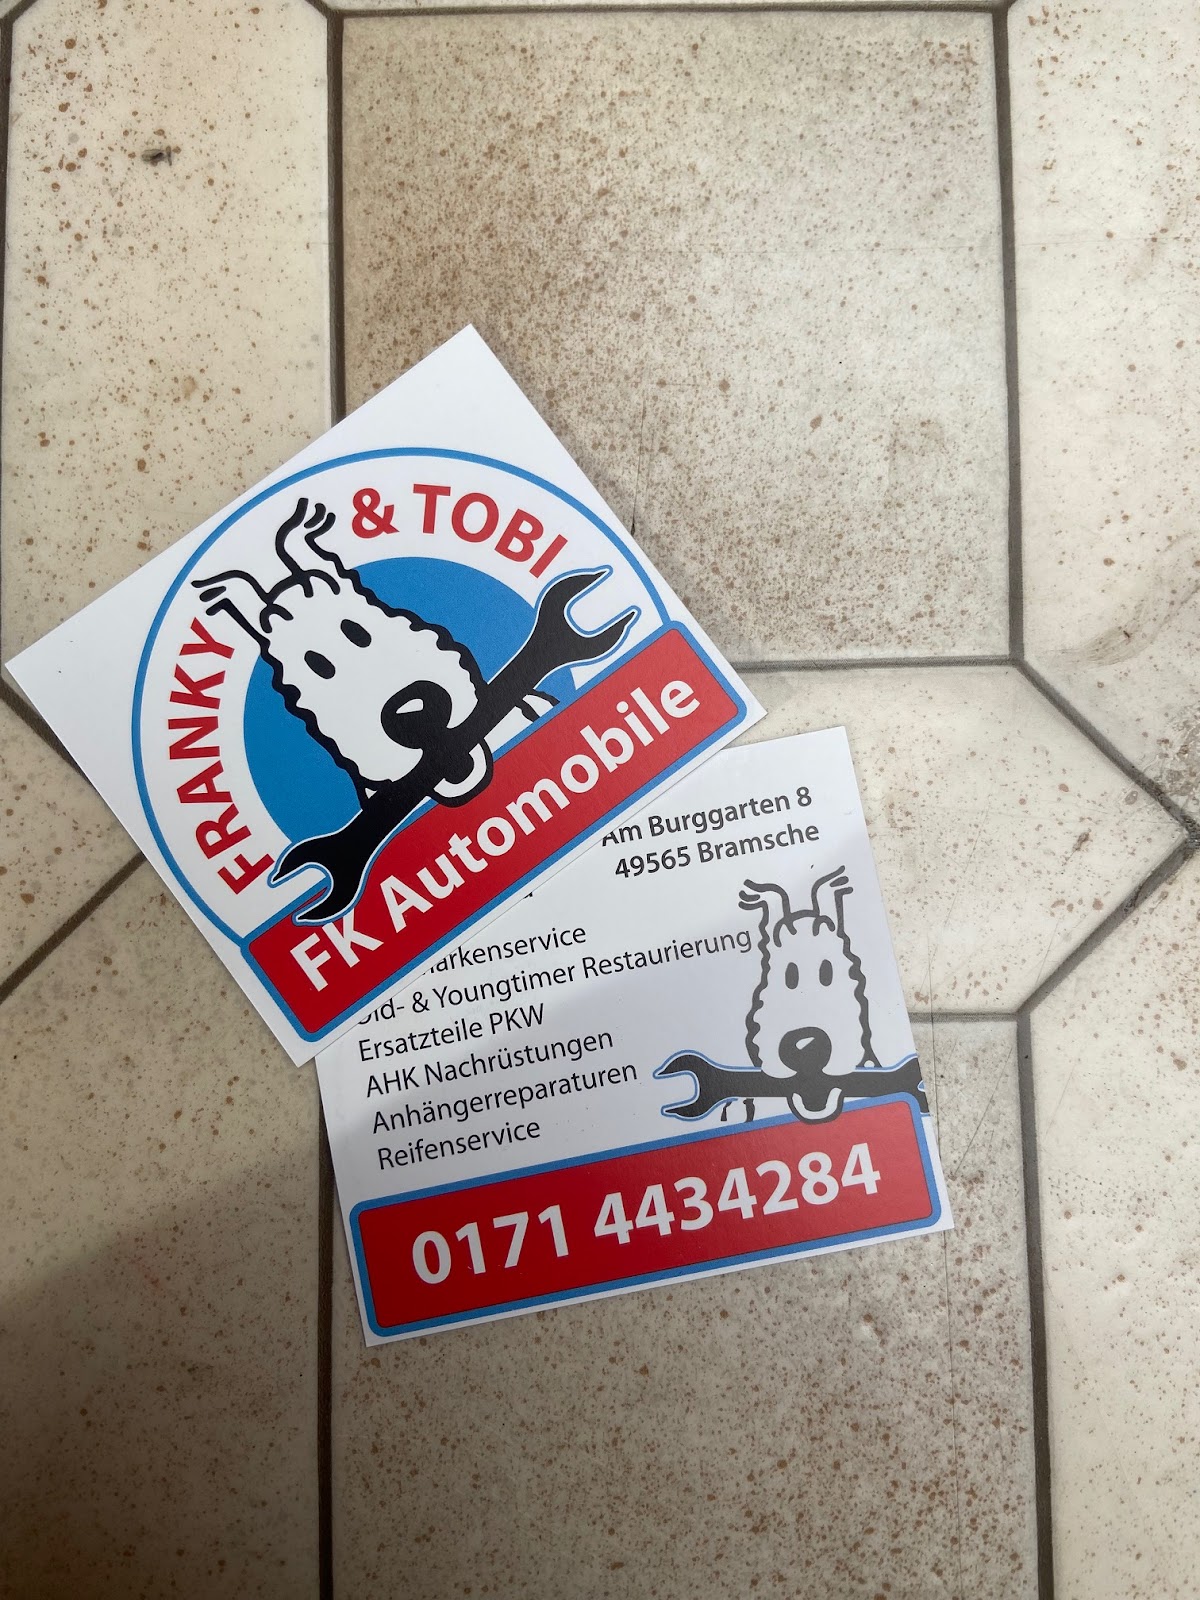 FRANKY & TOBI
FK Automobile
Am Burggarten 8
49565 Bramsche
Old- & Youngtimer Restaurierung
Ersatzteile PKW
AHK Nachrüstungen
Anhängerreparaturen
Reifenservice
0171 4434284